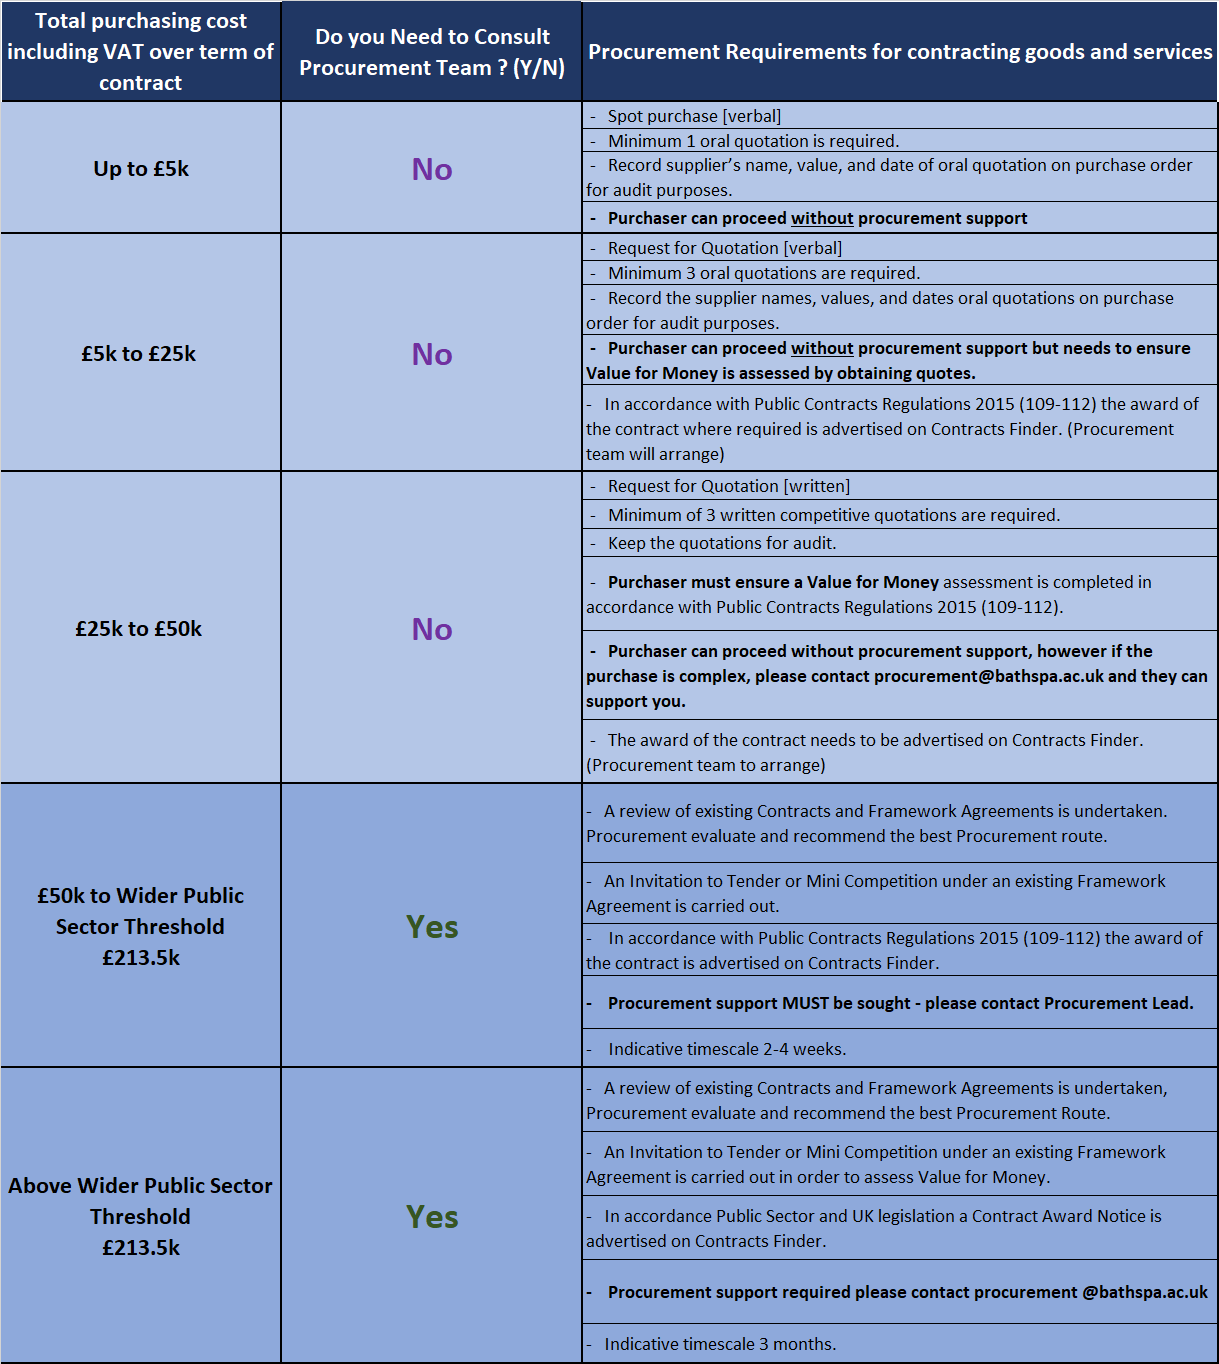 Total purchasing cost
including VAT over term of
contract
Do you Need to Consult
Procurement Team ? (Y/N)
Procurement Requirements for contracting goods and services
Up to £5k
No
- Spot purchase [verbal]
- Minimum 1 oral quotation is required.
- Record supplier’s name, value, and date of oral quotation on purchase order
for audit purposes.
- Purchaser can proceed without procurement support
£5k to £25k
No
- Request for Quotation [verbal]
- Minimum 3 oral quotations are required.
- Record the supplier names, values, and dates oral quotations on purchase
order for audit purposes.
- Purchaser can proceed without procurement support but needs to ensure
Value for Money is assessed by obtaining quotes.
- In accordance with Public Contracts Regulations 2015 (109-112) the award of
the contract where required is advertised on Contracts Finder. (Procurement
team will arrange)
£25k to £50k
No
- Request for Quotation [written]
- Minimum of 3 written competitive quotations are required.
- Keep the quotations for audit.
- Purchaser must ensure a Value for Money assessment is completed in
accordance with Public Contracts Regulations 2015 (109-112).
- Purchaser can proceed without procurement support, however if the
purchase is complex, please contact procurement@bathspa.ac.uk and they can
support you.
- The award of the contract needs to be advertised on Contracts Finder.
(Procurement team to arrange)
£50k to Wider Public
Sector Threshold
£213.5k
Yes
- A review of existing Contracts and Framework Agreements is undertaken.
Procurement evaluate and recommend the best Procurement route.
- An Invitation to Tender or Mini Competition under an existing Framework
Agreement is carried out.
- In accordance with Public Contracts Regulations 2015 (109-112) the award of
the contract is advertised on Contracts Finder.
- Procurement support MUST be sought - please contact Procurement Lead.
- Indicative timescale 2-4 weeks.
Above Wider Public Sector
Threshold
£213.5k
Yes
- A review of existing Contracts and Framework Agreements is undertaken,
Procurement evaluate and recommend the best Procurement Route.
- An Invitation to Tender or Mini Competition under an existing Framework
Agreement is carried out in order to assess Value for Money.
- In accordance Public Sector and UK legislation a Contract Award Notice is
advertised on Contracts Finder.
- Procurement support required please contact procurement @bathspa.ac.uk
- Indicative timescale 3 months.